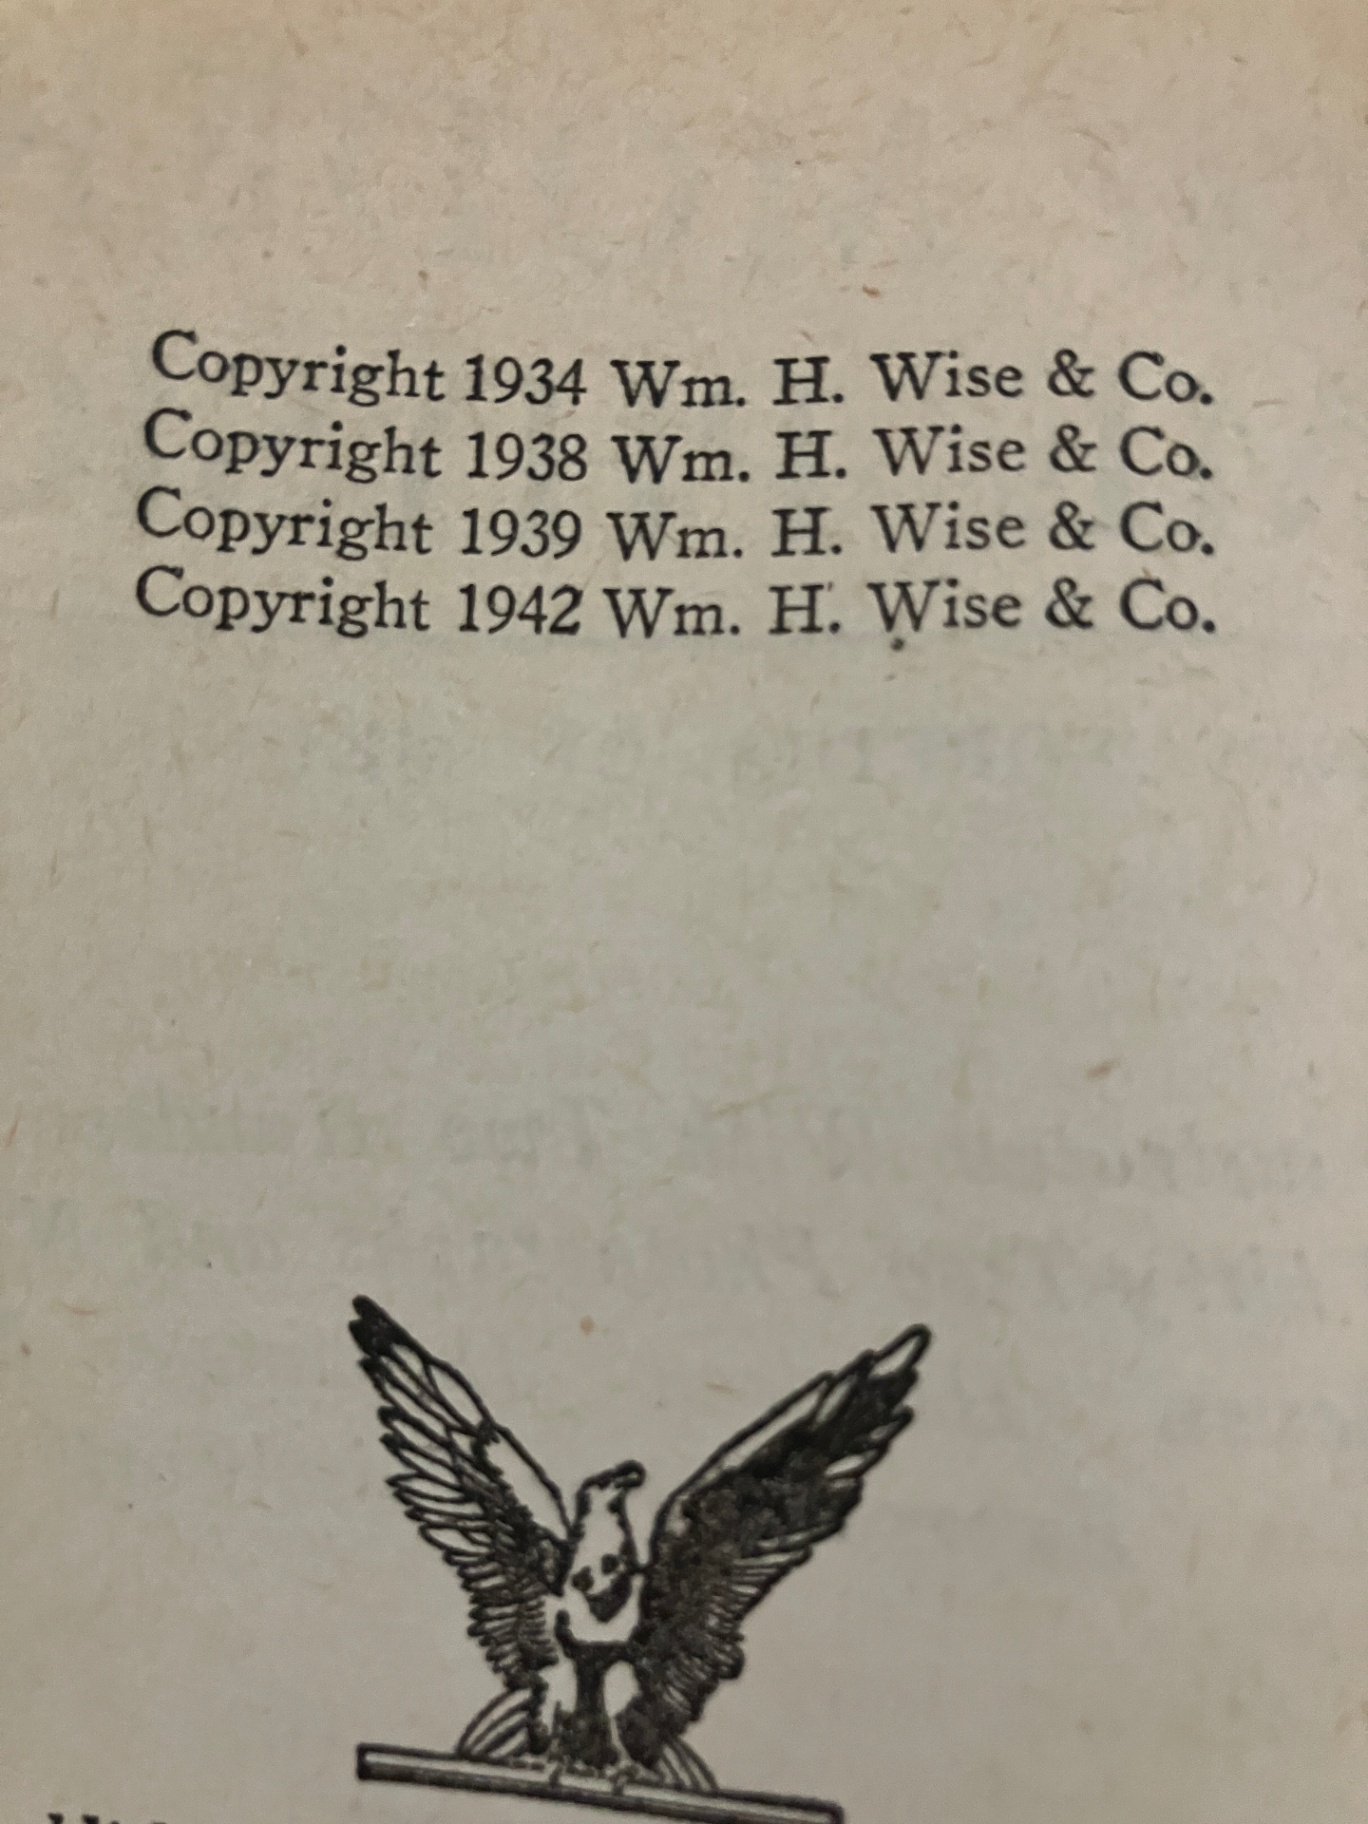 Copyright 1934 Wm. H. Wise & Co.
Copyright 1938 Wm. H. Wise & Co.
Copyright 1939 Wm. H. Wise & Co.
Copyright 1942 Wm. H. Wise & Co.